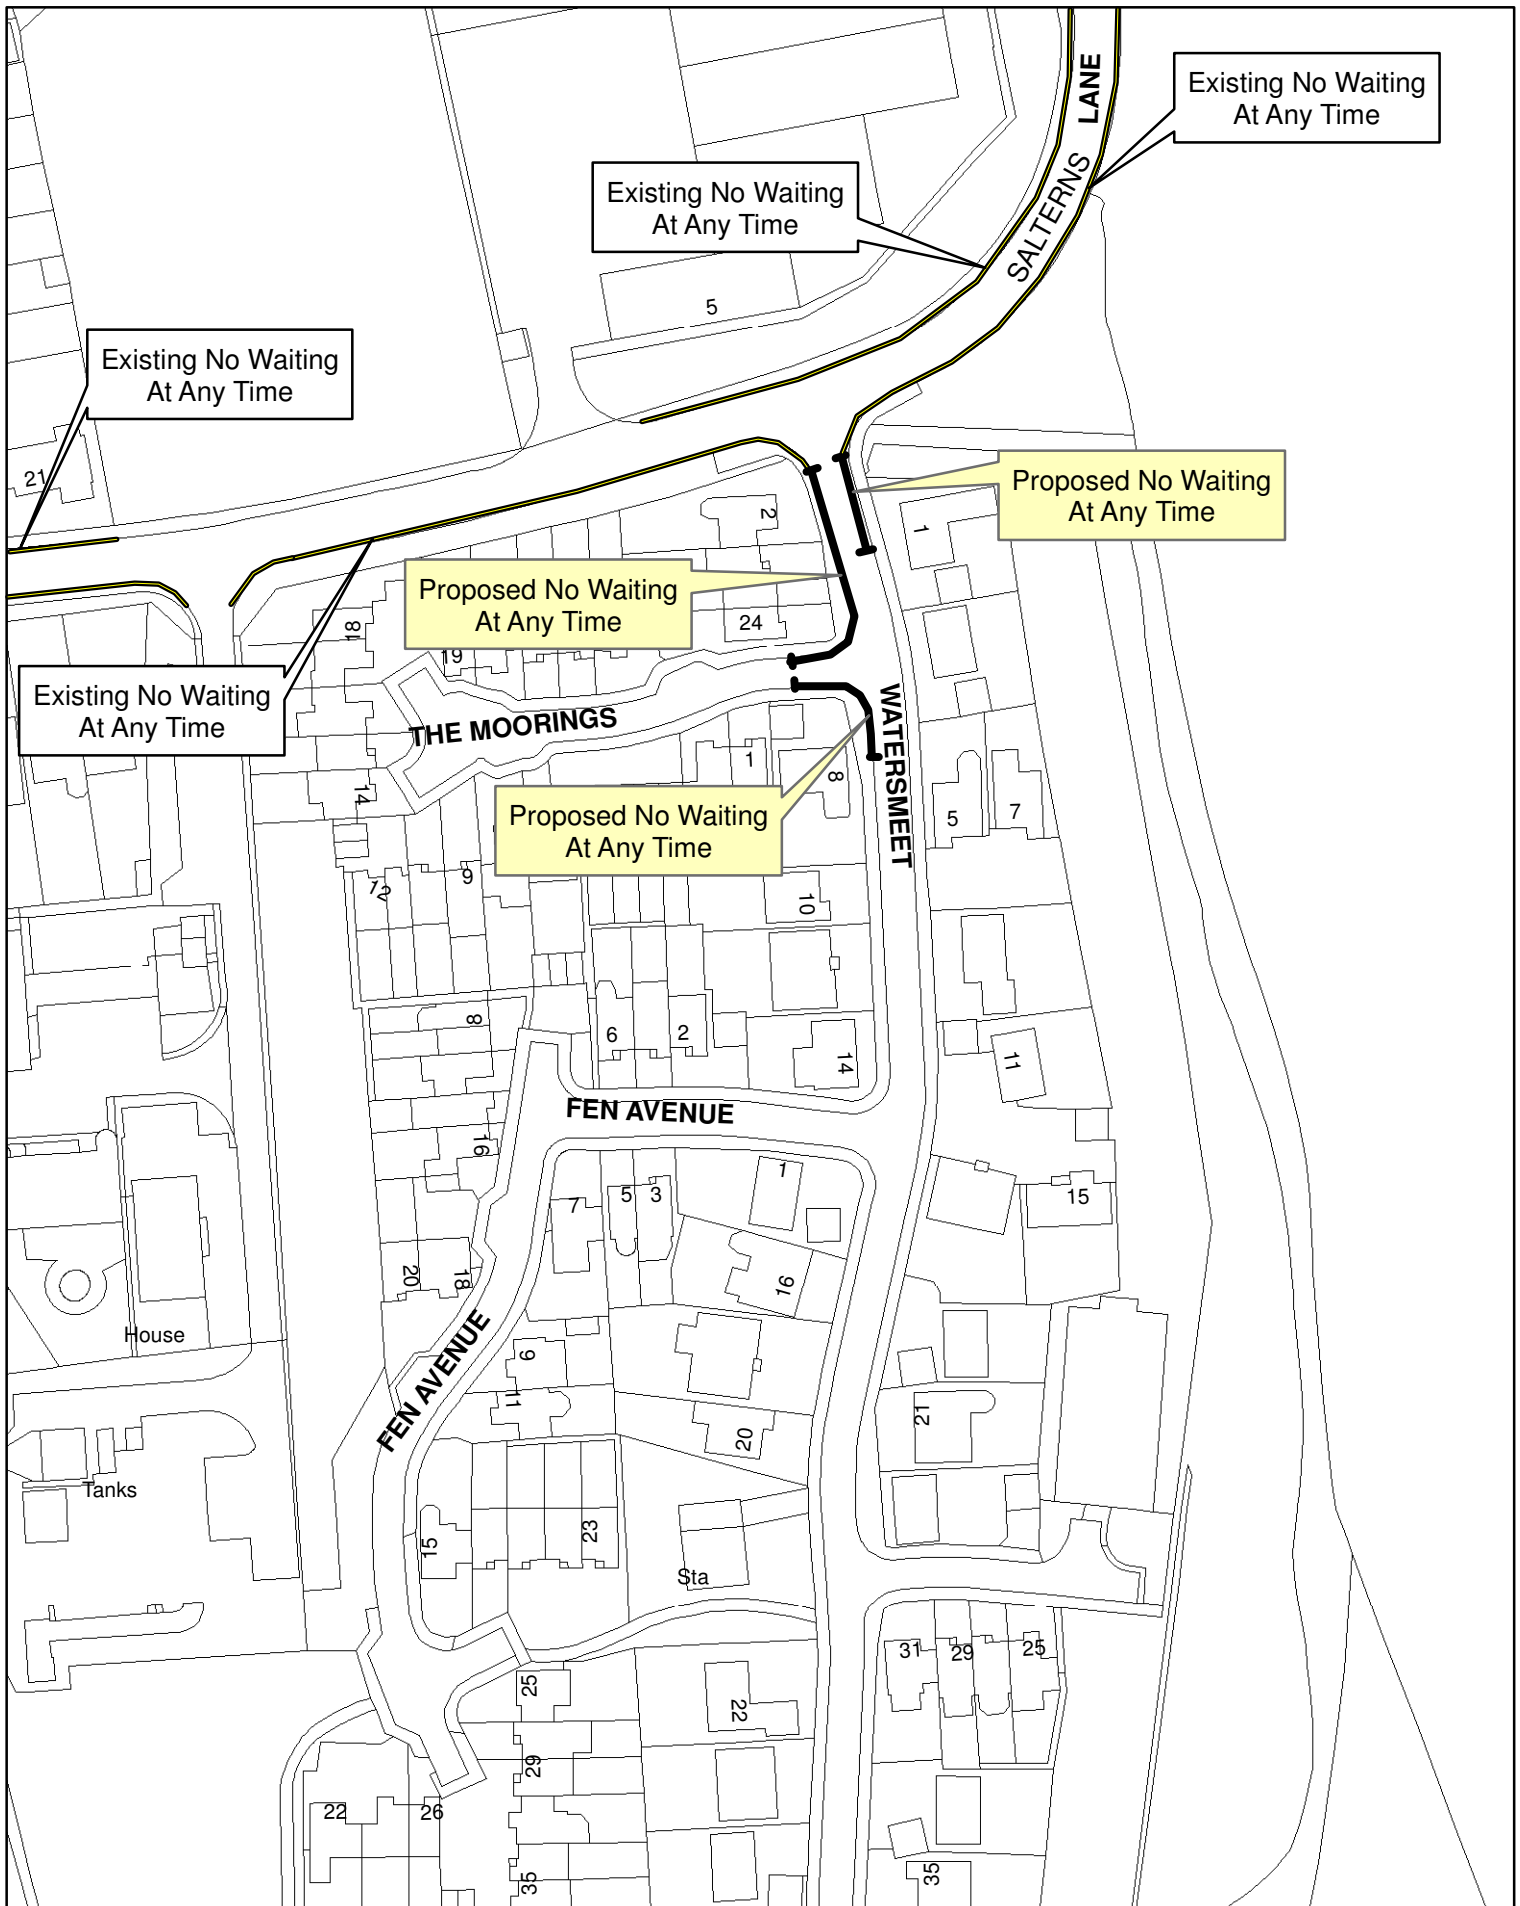 LANE
SALTERNS
Existing No Waiting
At Any Time
Existing No Waiting
At Any Time
5
Existing No Waiting
At Any Time
21
Proposed No Waiting
At Any Time
2
1
Proposed No Waiting
At Any Time
24
18
19
Existing No Waiting
At Any Time
THE MOORINGS
WATERSMEET
1
8
14
5
7
Proposed No Waiting
At Any Time
12
9
10
8
6
2
14
11
FEN AVENUE
16
1
7
5
3
15
20
18
16
House
FEN AVENUE
9
11
21
20
Tanks
15
23
Sta
31
29
25
25
22
29
22
26
35
35